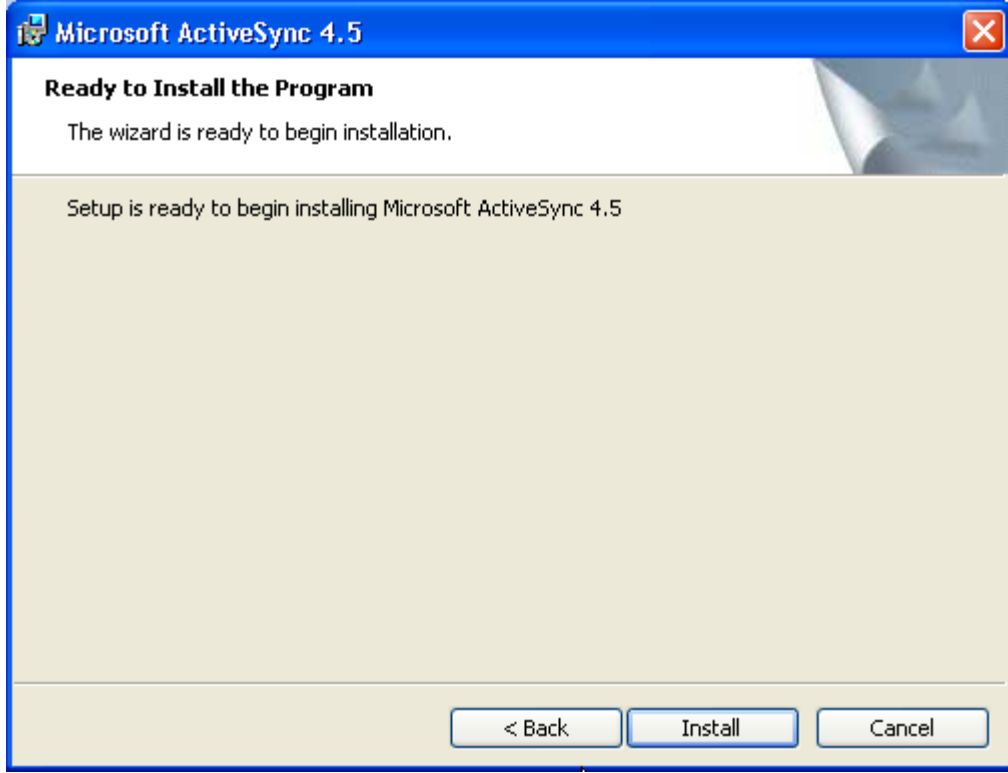 Microsoft ActiveSync 4.5
Ready to Install the Program
The wizard is ready to begin installation.
Setup is ready to begin installing Microsoft ActiveSync 4.5
< Back
Install
Cancel